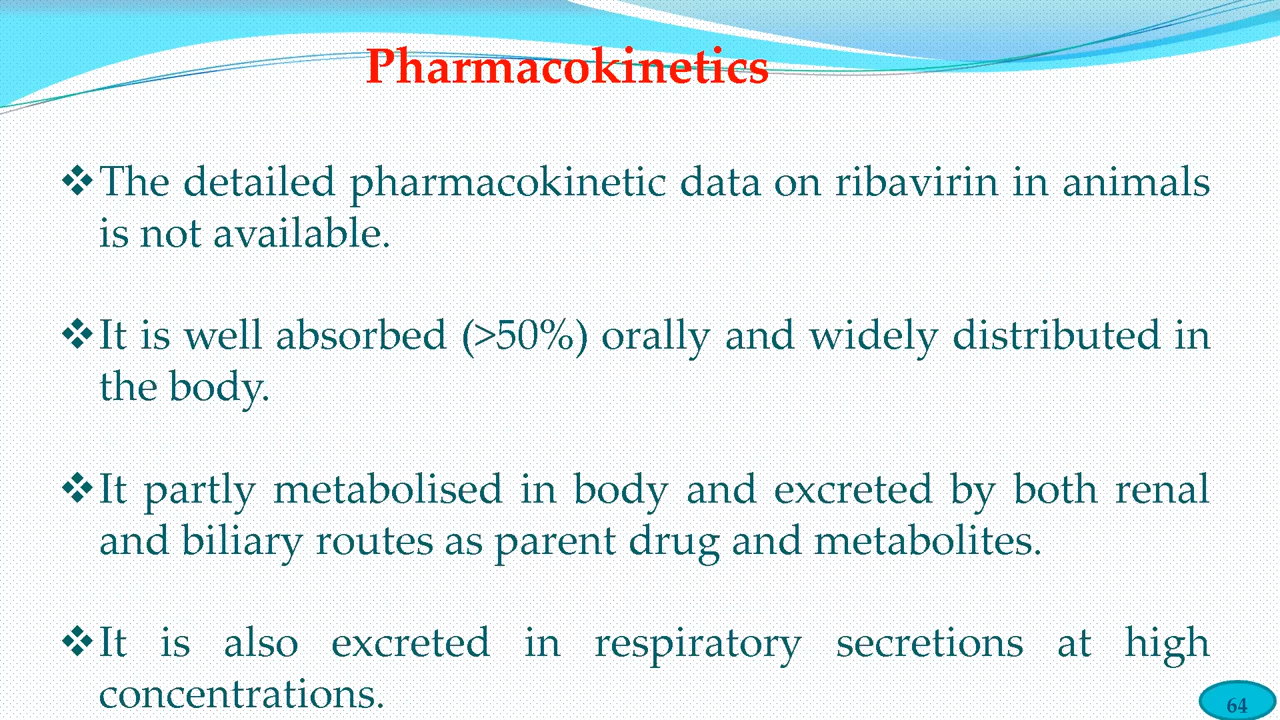 Pharmacokinetics
❖The detailed pharmacokinetic data on ribavirin in animals
is not available.
❖It is well absorbed (>50%) orally and widely distributed in
the body.
❖It partly metabolised in body and excreted by both renal
and biliary routes as parent drug and metabolites.
❖It is also excreted in respiratory secretions at high
concentrations.
64